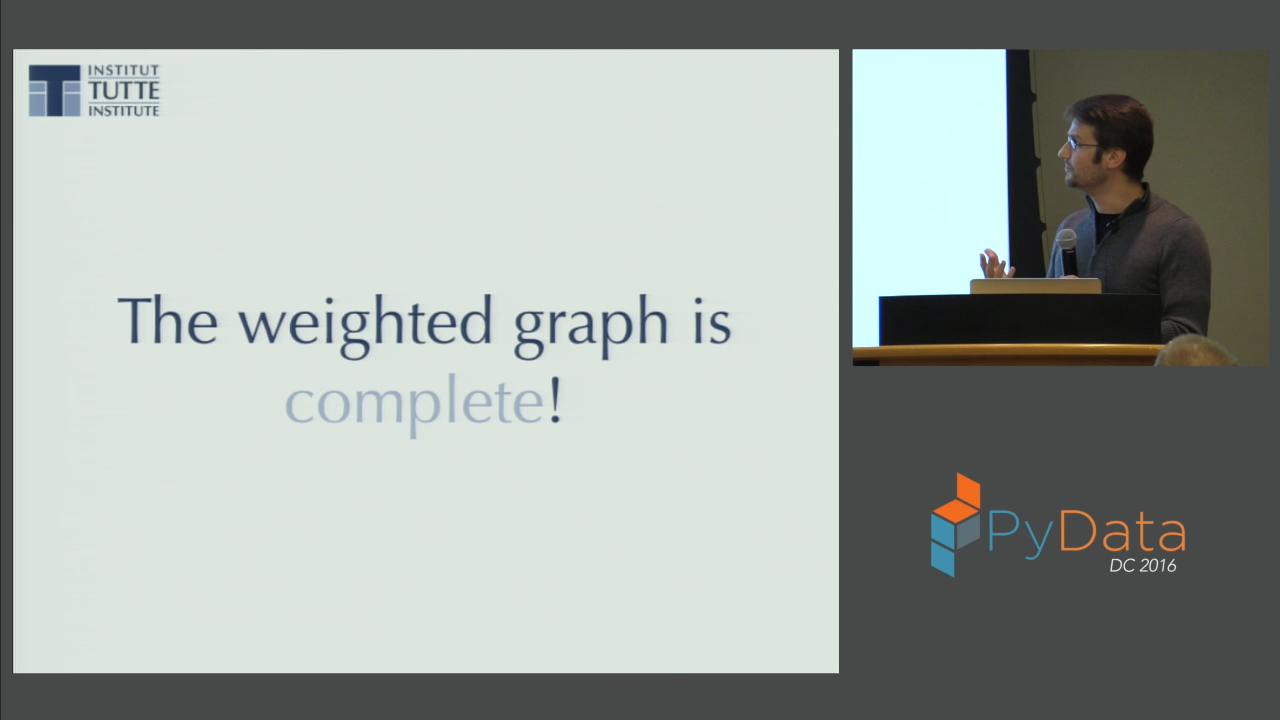 INSTITUT
TUTTE
INSTITUTE
The weighted graph is
complete!
PyData
DC 2016